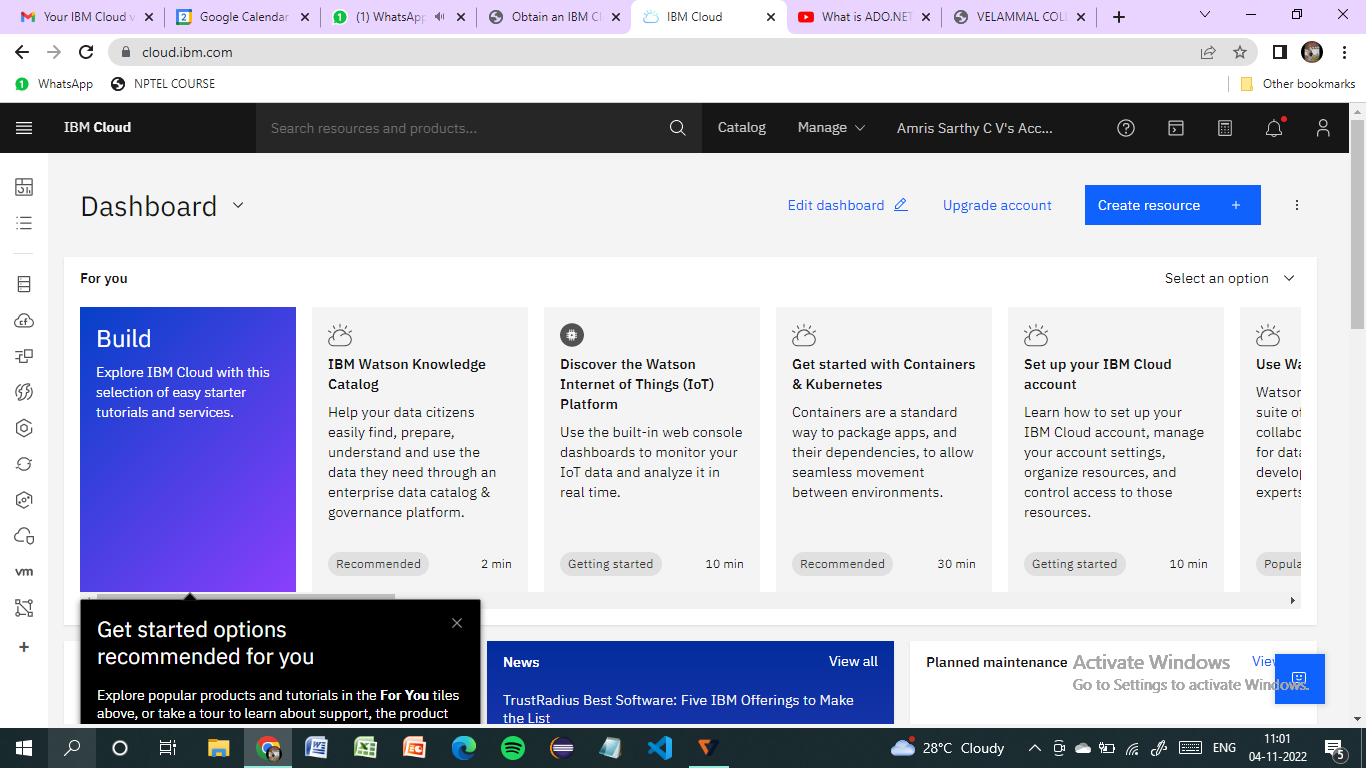 Your IBM Cloud v
Google Calendar
(1) WhatsApp
Obtain an IBM Cl
IBM Cloud
What is ADO.NET
VELAMMAL COL
cloud.ibm.com
WhatsApp
NPTEL COURSE
Other bookmarks
IBM Cloud
Search resources and products...
Catalog
Manage
Amris Sarthy C V's Acc...
Dashboard
Edit dashboard
Upgrade account
Create resource +
For you
Select an option
Build
Explore IBM Cloud with this
selection of easy starter
tutorials and services.
IBM Watson Knowledge
Catalog
Help your data citizens
easily find, prepare,
understand and use the
data they need through an
enterprise data catalog &
governance platform.
Recommended
2 min
Discover the Watson
Internet of Things (IoT)
Platform
Use the built-in web console
dashboards to monitor your
IoT data and analyze it in
real time.
Getting started
10 min
Get started with Containers
& Kubernetes
Containers are a standard
way to package apps, and
their dependencies, to allow
seamless movement
between environments.
Recommended
30 min
Set up your IBM Cloud
account
Learn how to set up your
IBM Cloud account, manage
your account settings,
organize resources, and
control access to those
resources.
Getting started
10 min
Use Wa
Watson
suite of
collabo
for data
develop
experts
Popula
vm
Get started options
recommended for you
Explore popular products and tutorials in the For You tiles
above, or take a tour to learn about support, the product
News
View all
TrustRadius Best Software: Five IBM Offerings to Make
the List
Planned maintenance
View
Activate Windows
Go to Settings to activate Windows.
28°C Cloudy
ENG
11:01
04-11-2022
5